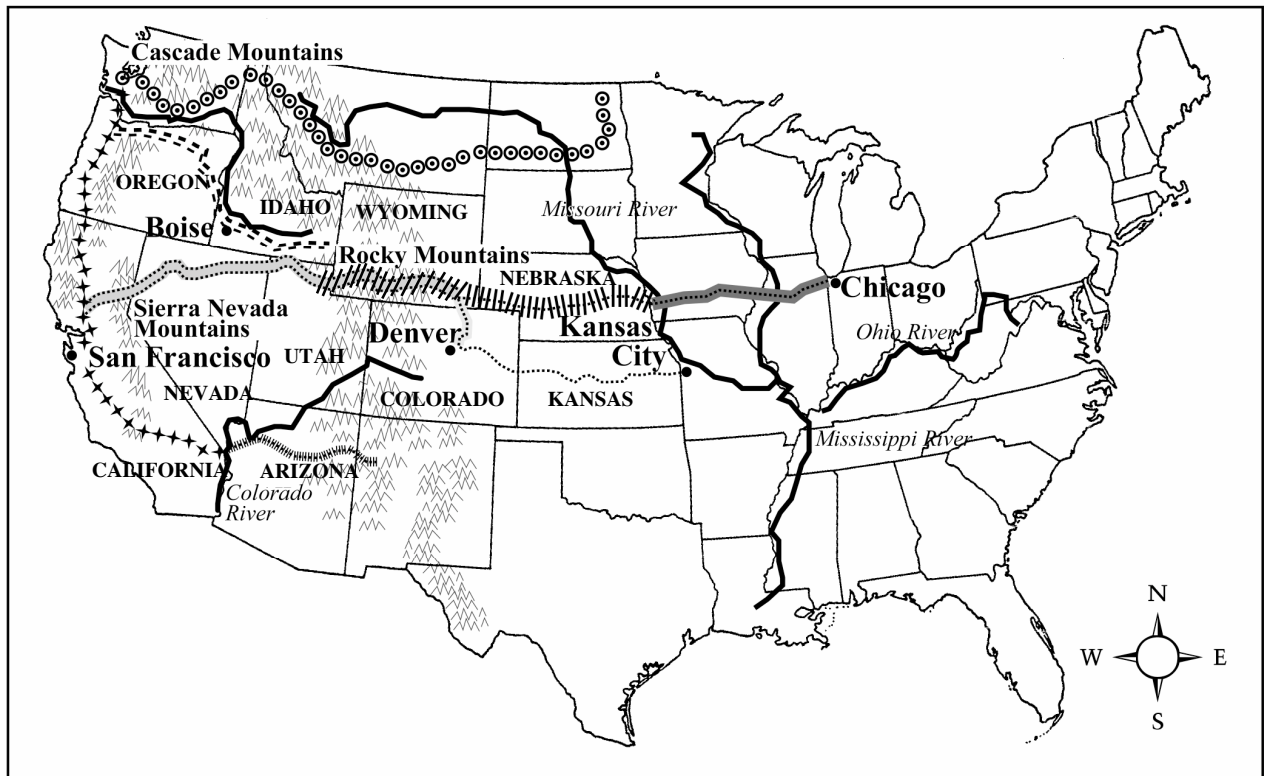 Cascade Mountains
OREGON
IDAHO
WYOMING
Missouri River
Boise
Rocky Mountains
NEBRASKA
Chicago
Sierra Nevada
Mountains
Denver
Kansas
City
Ohio River
San Francisco
UTAH
NEVADA
COLORADO
KANSAS
Mississippi River
CALIFORNIA
ARIZONA
Colorado
River
N
W
E
S